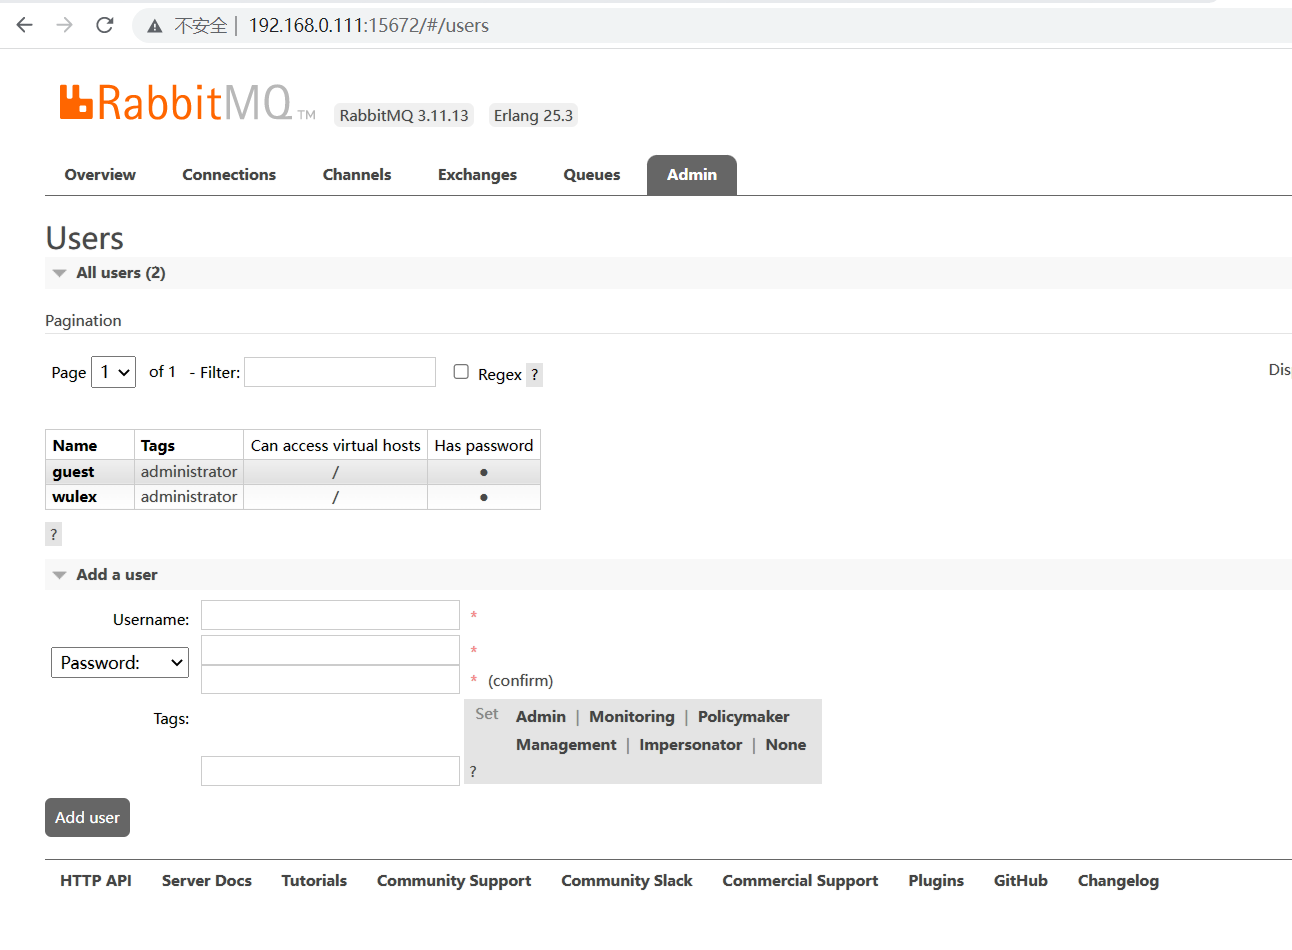 不安全 | 192.168.0.111:15672/#/users
RabbitMQ TM RabbitMQ 3.11.13 Erlang 25.3
Overview Connections Channels Exchanges Queues Admin
Users
All users (2)
Pagination
Page 1 of 1 - Filter: Regex ? Dis
Name Tags Can access virtual hosts Has password
guest administrator / ●
wulex administrator / ●
?
Add a user
Username: *
Password: *
* (confirm)
Tags: Set Admin | Monitoring | Policymaker
Management | Impersonator | None
?
Add user
HTTP API Server Docs Tutorials Community Support Community Slack Commercial Support Plugins GitHub Changelog